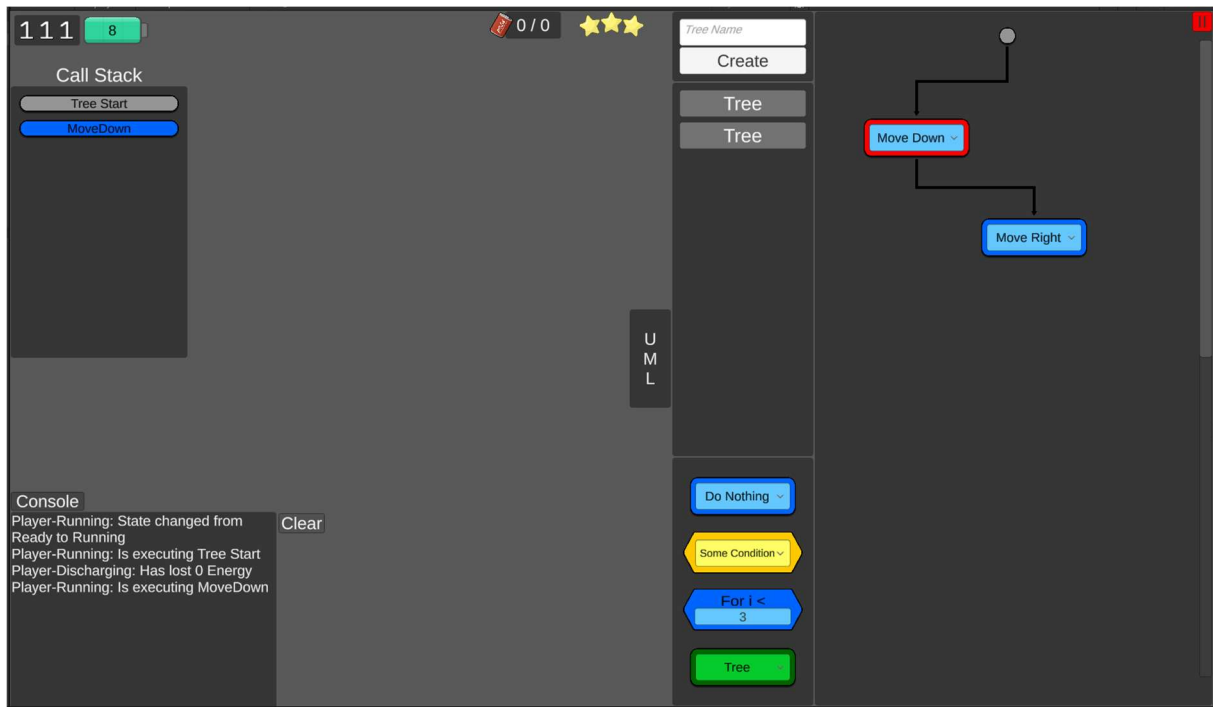 111
8
0/0
Call Stack
Tree Start
MoveDown
Console
Clear
Player-Running: State changed from
Ready to Running
Player-Running: Is executing Tree Start
Player-Discharging: Has lost 0 Energy
Player-Running: Is executing MoveDown
U
M
L
Tree Name
Create
Tree
Tree
Do Nothing
Some Condition
For i <
3
Tree
Move Down
Move Right